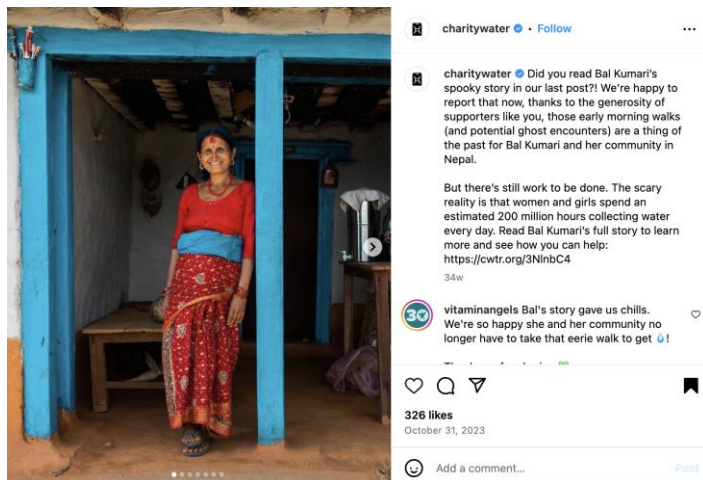 charitywater • Follow
charitywater Did you read Bal Kumari's
spooky story in our last post?! We're happy to
report that now, thanks to the generosity of
supporters like you, those early morning walks
(and potential ghost encounters) are a thing of
the past for Bal Kumari and her community in
Nepal.
But there's still work to be done. The scary
reality is that women and girls spend an
estimated 200 million hours collecting water
every day. Read Bal Kumari's full story to learn
more and see how you can help:
https://cwtr.org/3NlnbC4
34w
30
vitaminangels Bal's story gave us chills.
We're so happy she and her community no
longer have to take that eerie walk to get 💧!
326 likes
October 31, 2023
Add a comment...
Post